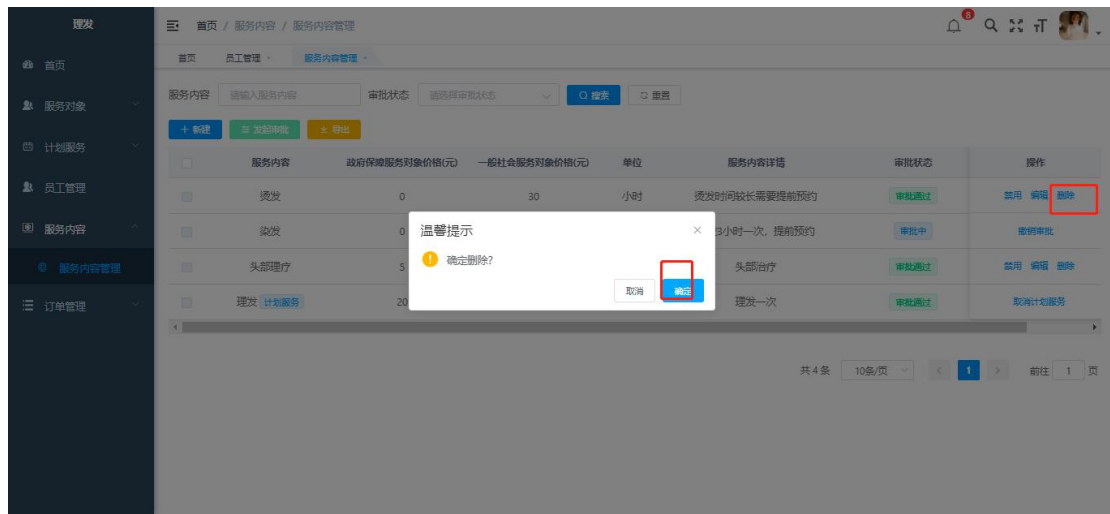 理发
首页 / 服务内容 / 服务内容管理
8
首页 员工管理 × 服务内容管理 ×
首页
服务对象
计划服务
员工管理
服务内容
服务内容管理
订单管理
服务内容 请输入服务内容 审批状态 请选择审批状态 搜索 重置
+ 新建 发起审批 导出
服务内容 政府保障服务对象价格(元) 一般社会服务对象价格(元) 单位 服务内容详情 审批状态 操作
烫发 0 30 小时 烫发时间较长需要提前预约 审批通过 禁用 编辑 删除
染发 0 3小时一次，提前预约 审批中 撤销审批
头部理疗 5 头部治疗 审批通过 禁用 编辑 删除
理发 计划服务 20 理发一次 审批通过 取消计划服务
温馨提示 ×
确定删除?
取消 确定
共 4 条 10条/页 < 1 > 前往 1 页